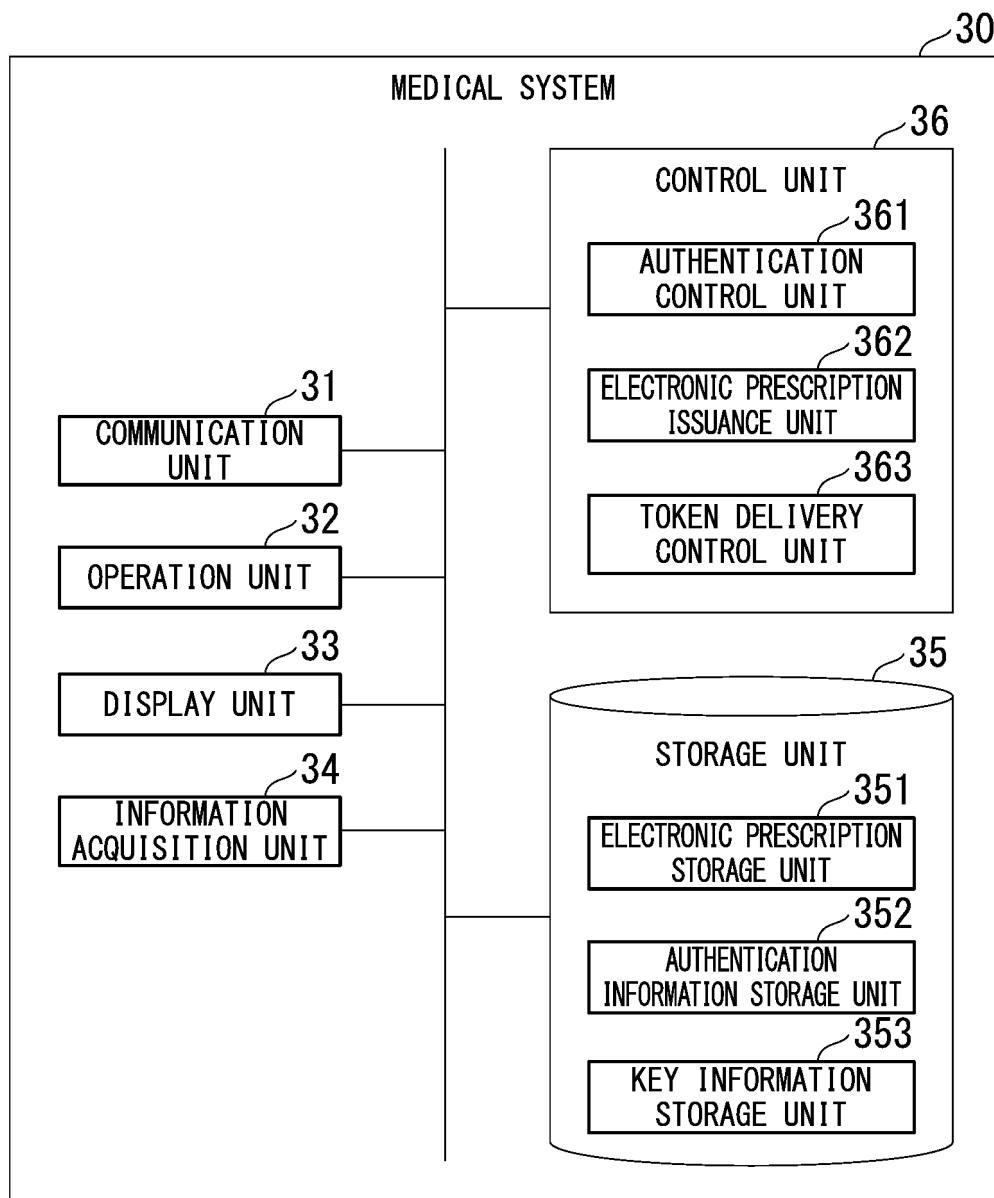 30
MEDICAL SYSTEM
31
COMMUNICATION
UNIT
32
OPERATION UNIT
33
DISPLAY UNIT
34
INFORMATION
ACQUISITION UNIT
36
CONTROL UNIT
361
AUTHENTICATION
CONTROL UNIT
362
ELECTRONIC PRESCRIPTION
ISSUANCE UNIT
363
TOKEN DELIVERY
CONTROL UNIT
35
STORAGE UNIT
351
ELECTRONIC PRESCRIPTION
STORAGE UNIT
352
AUTHENTICATION
INFORMATION STORAGE UNIT
353
KEY INFORMATION
STORAGE UNIT